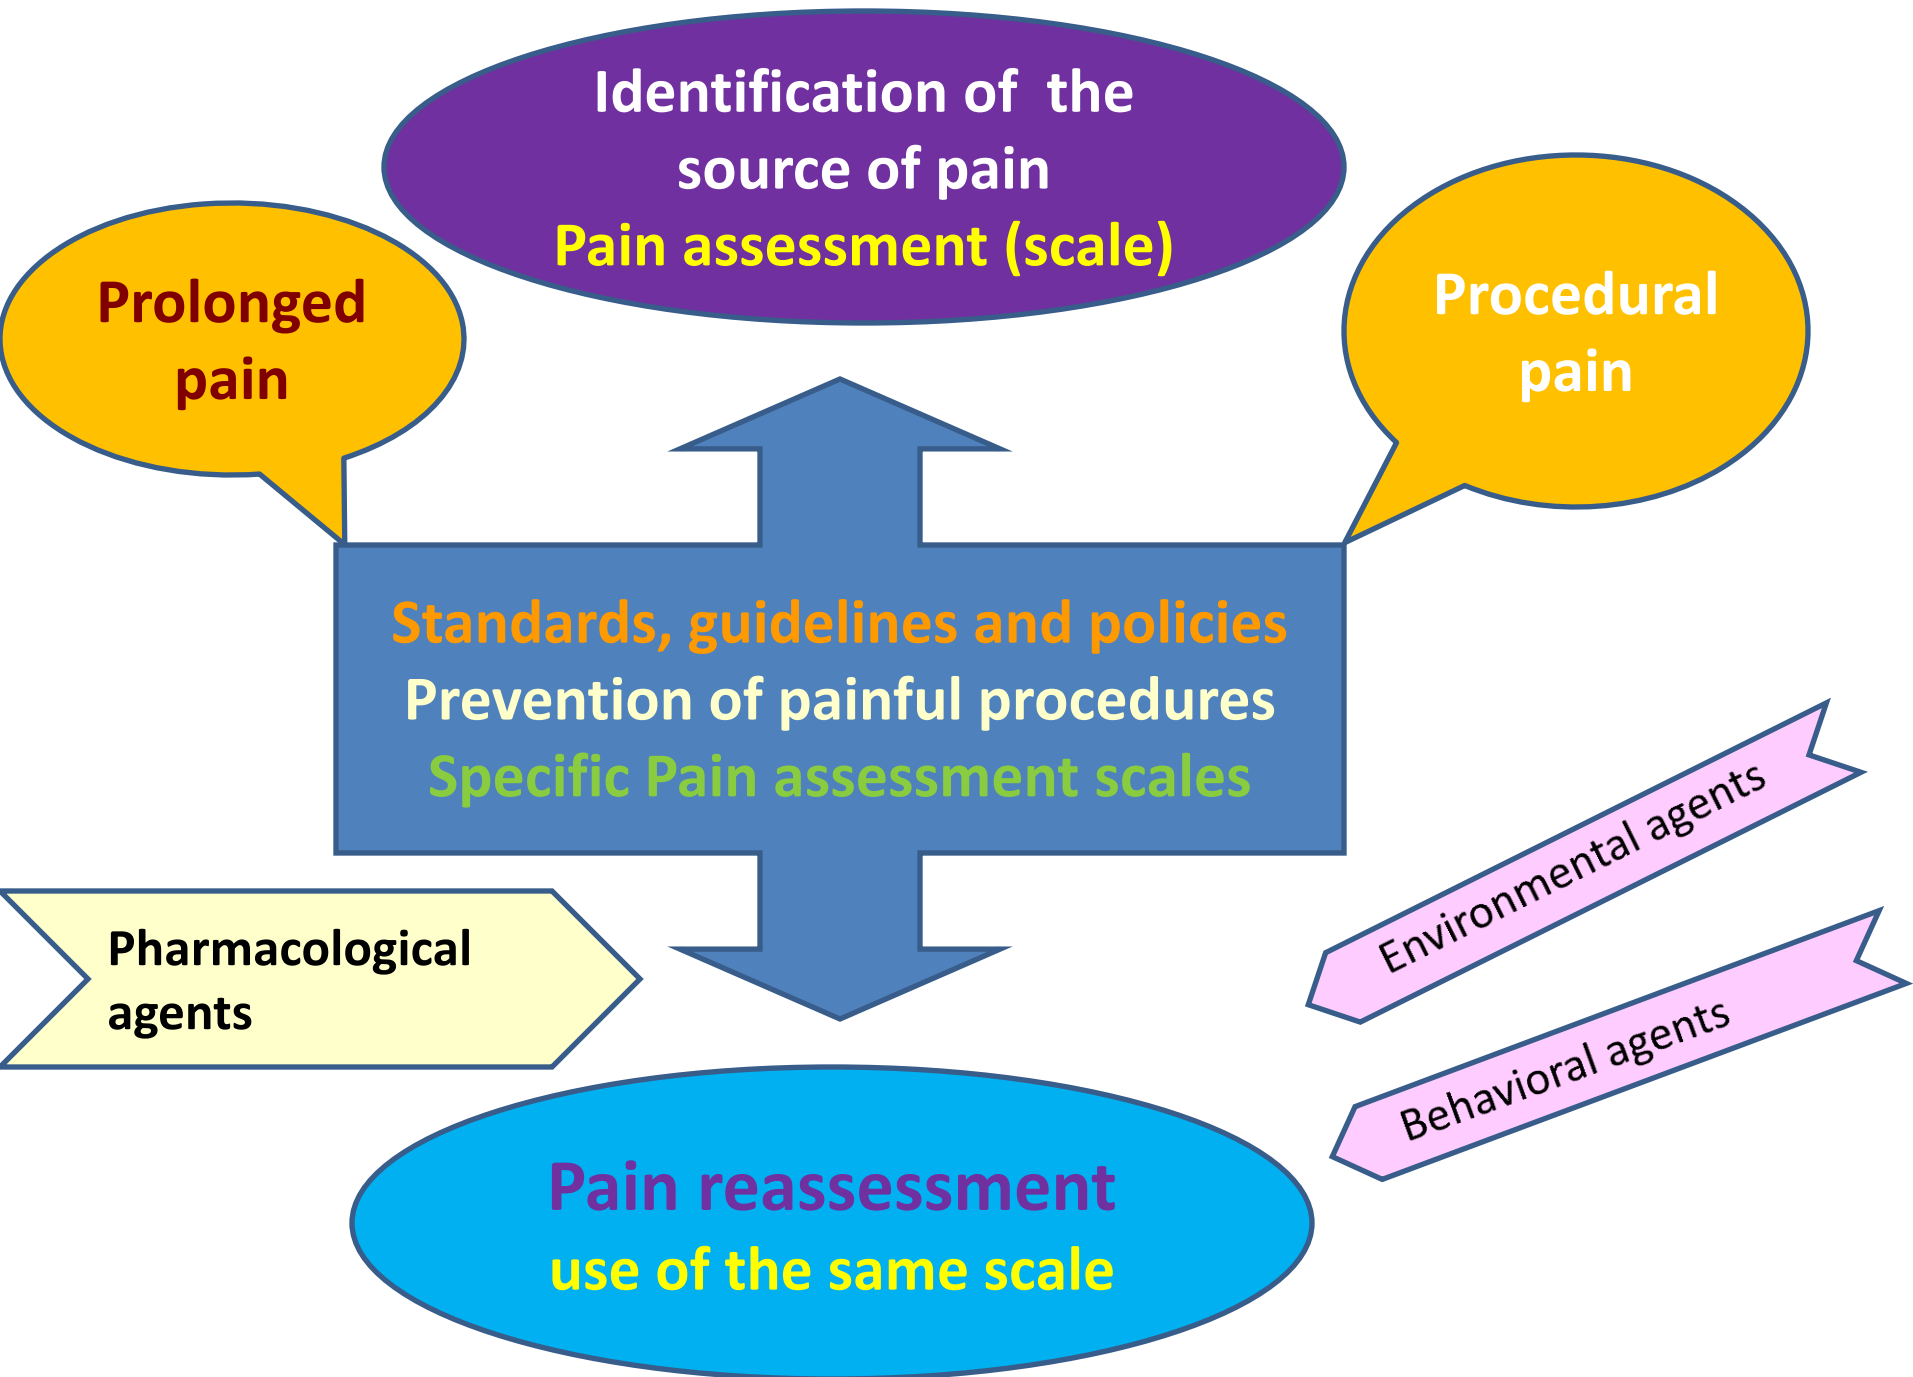 Identification of  the
source of pain
Pain assessment (scale)
Prolonged
pain
Procedural
pain
Standards, guidelines and policies
Prevention of painful procedures
Specific Pain assessment scales
Environmental agents
Pharmacological
agents
Behavioral agents
Pain reassessment
use of the same scale